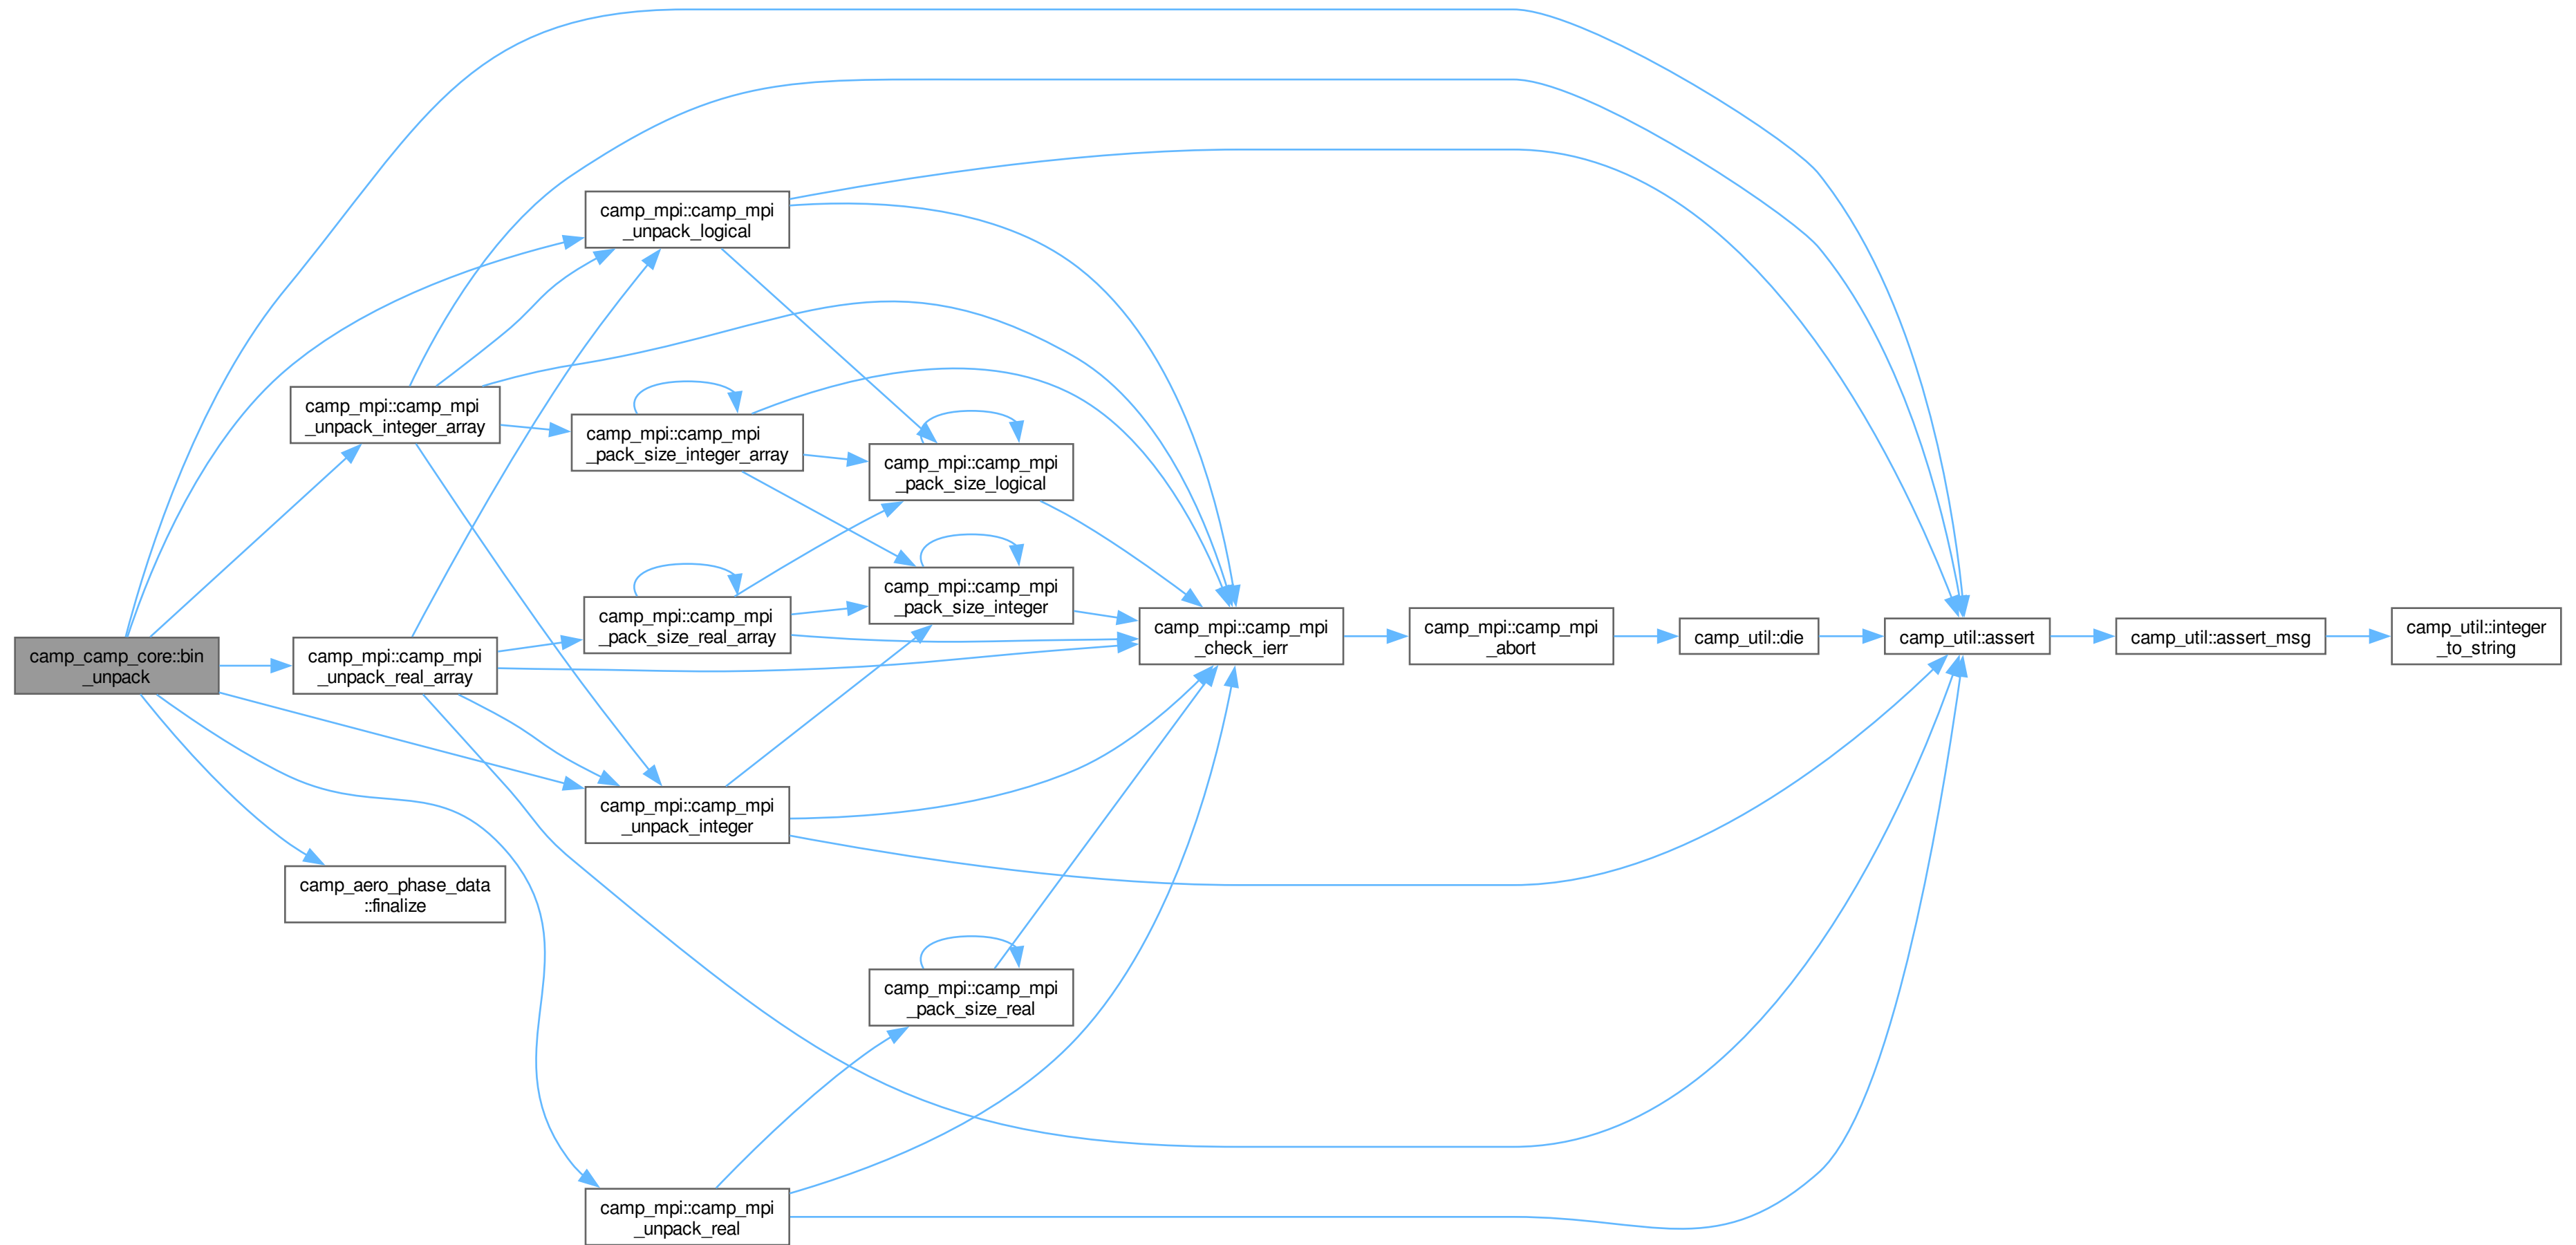 camp_mpi::camp_mpi
_unpack_logical
camp_mpi::camp_mpi
_unpack_integer_array
camp_mpi::camp_mpi
_pack_size_integer_array
camp_mpi::camp_mpi
_pack_size_logical
camp_mpi::camp_mpi
_pack_size_integer
camp_mpi::camp_mpi
_pack_size_real_array
camp_camp_core::bin
_unpack
camp_mpi::camp_mpi
_unpack_real_array
camp_mpi::camp_mpi
_check_ierr
camp_mpi::camp_mpi
_abort
camp_util::die
camp_util::assert
camp_util::assert_msg
camp_util::integer
_to_string
camp_mpi::camp_mpi
_unpack_integer
camp_aero_phase_data
::finalize
camp_mpi::camp_mpi
_pack_size_real
camp_mpi::camp_mpi
_unpack_real